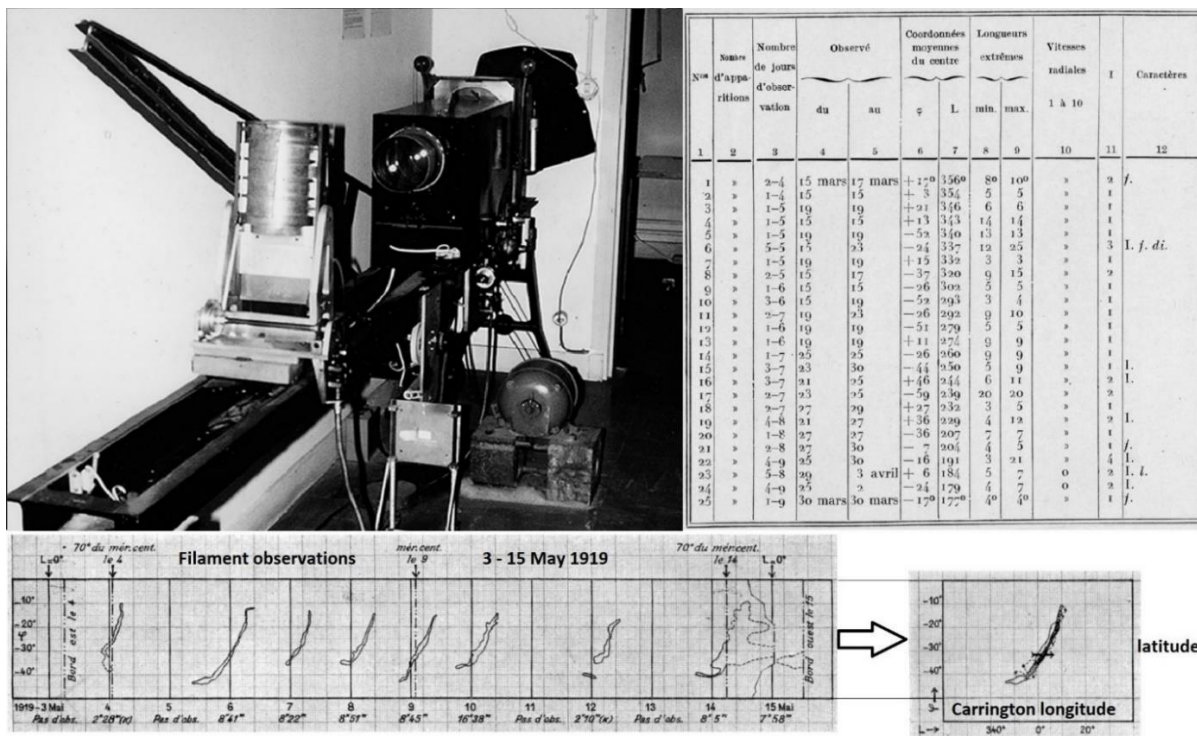 Nos
Nombre d'apparitions
Nombre de jours d'observation
Observé
du
au
Coordonnées moyennes du centre
φ
L
Longueurs extrêmes
min.
max.
Vitesses radiales
1 à 10
I
Caractères
1 2 3 4 5 6 7 8 9 10 11 12
1 » 2-4 15 mars 17 mars +17° 356° 8° 10° » 2 f.
2 » 1-4 15 15 + 3 354 5 5 » 1
3 » 1-5 19 19 +21 346 6 6 » 1
4 » 1-5 15 15 +13 343 14 14 » 1
5 » 1-5 19 19 -52 340 13 13 » 1
6 » 5-5 15 23 -24 337 12 25 » 3 I. f. di.
7 » 1-5 19 19 +15 332 3 3 » 1
8 » 2-5 15 17 -37 320 9 15 » 2
9 » 1-6 15 15 -26 302 5 5 » 1
10 » 3-6 15 19 -52 293 3 4 » 1
11 » 2-7 19 23 -26 292 9 10 » 1
12 » 1-6 19 19 -51 279 5 5 » 1
13 » 1-6 19 19 +11 274 9 9 » 1
14 » 1-7 25 25 -26 260 9 9 » 1
15 » 3-7 23 30 -44 250 5 9 » 1 I.
16 » 3-7 21 25 +46 244 6 11 » 2 I.
17 » 2-7 23 25 -59 239 20 20 » 2
18 » 2-7 27 29 +27 232 3 5 » 1
19 » 4-8 21 27 +36 229 4 12 » 2 I.
20 » 1-8 27 27 -36 207 7 7 » 1
21 » 2-8 27 30 - 7 204 4 5 » 1 f.
22 » 4-9 25 30 -16 191 3 21 » 4 I.
23 » 5-8 29 3 avril + 6 184 5 7 0 2 I. l.
24 » 4-9 25 2 -24 179 4 7 0 2 I.
25 » 1-9 30 mars 30 mars -17° 177° 4° 4° » 1 f.
70° du mér. cent. le 4
L=0°
Filament observations
mér. cent. le 9
3 - 15 May 1919
70° du mér. cent. le 14
L=0°
-10°
-20°
φ
-30°
-40°
Bord est le 4
Bord ouest le 15
1919-3 Mai 4 5 6 7 8 9 10 11 12 13 14 15 Mai
Pas d'obs. 2h28m(K) Pas d'obs. 8h41m 8h22m 8h51m 8h45m 16h38m Pas d'obs. 2h10m(K) Pas d'obs. 8h5m 7h58m
-10°
-20°
-30°
-40°
latitude
φ
Carrington longitude
L→ 340° 0° 20°